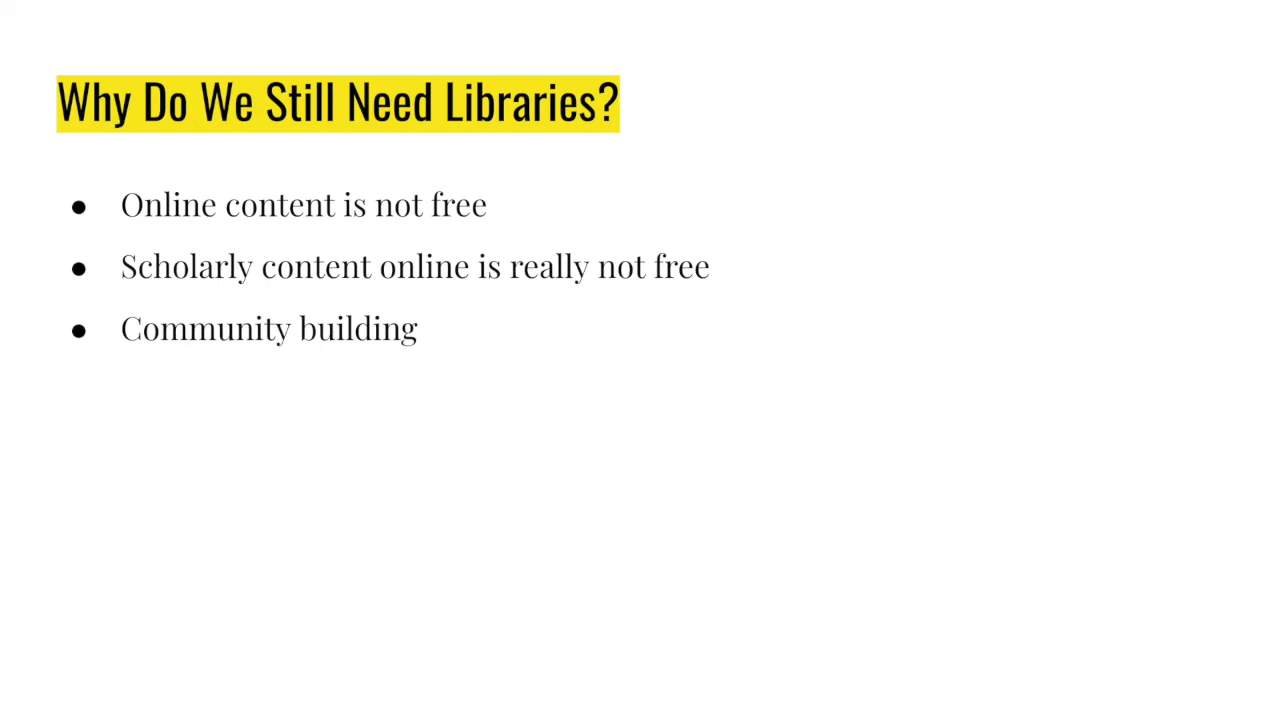 Why Do We Still Need Libraries?
● Online content is not free
● Scholarly content online is really not free
● Community building